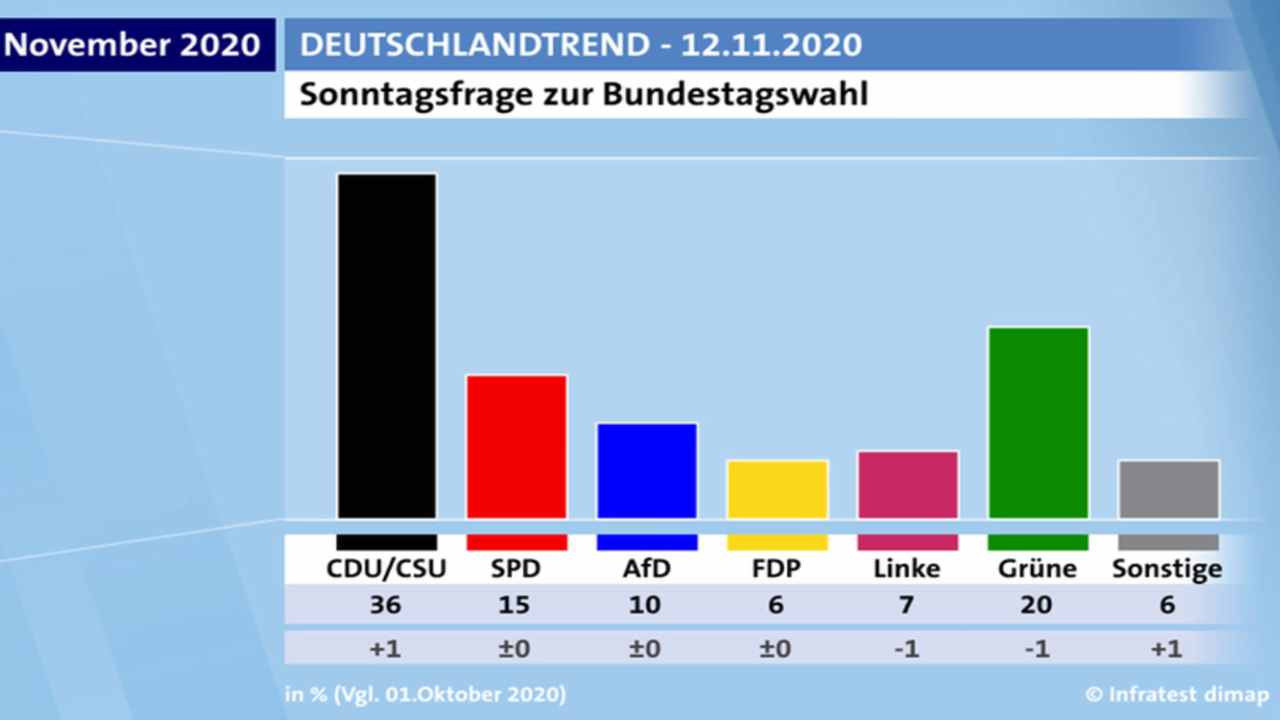 November 2020
DEUTSCHLANDTREND - 12.11.2020
Sonntagsfrage zur Bundestagswahl
CDU/CSU SPD AfD FDP Linke Grüne Sonstige
36 15 10 6 7 20 6
+1 ±0 ±0 ±0 -1 -1 +1
in % (Vgl. 01.Oktober 2020) © Infratest dimap